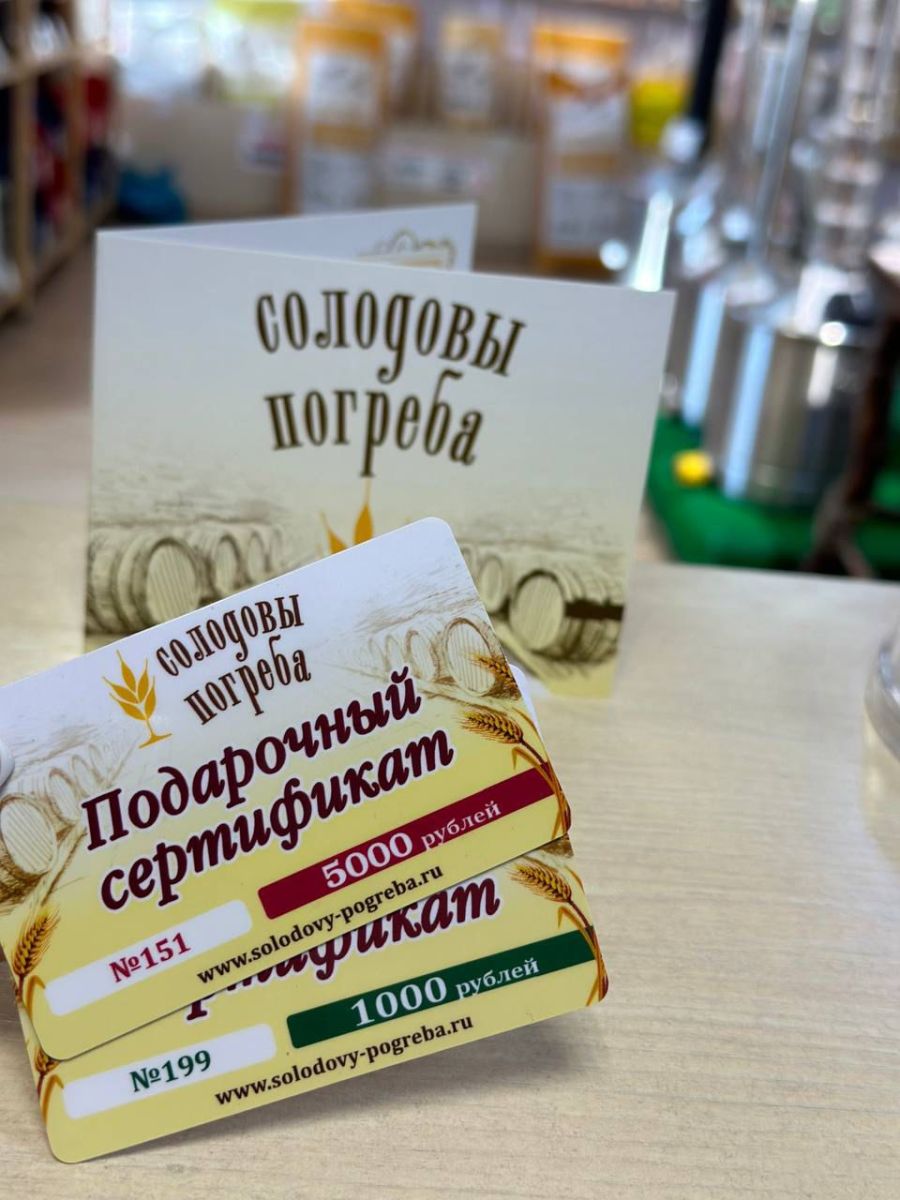 солодовы
погреба
солодовы
погреба
Подарочный
сертификат
5000 рублей
№151
www.solodovy-pogreba.ru
1000 рублей
№199
www.solodovy-pogreba.ru